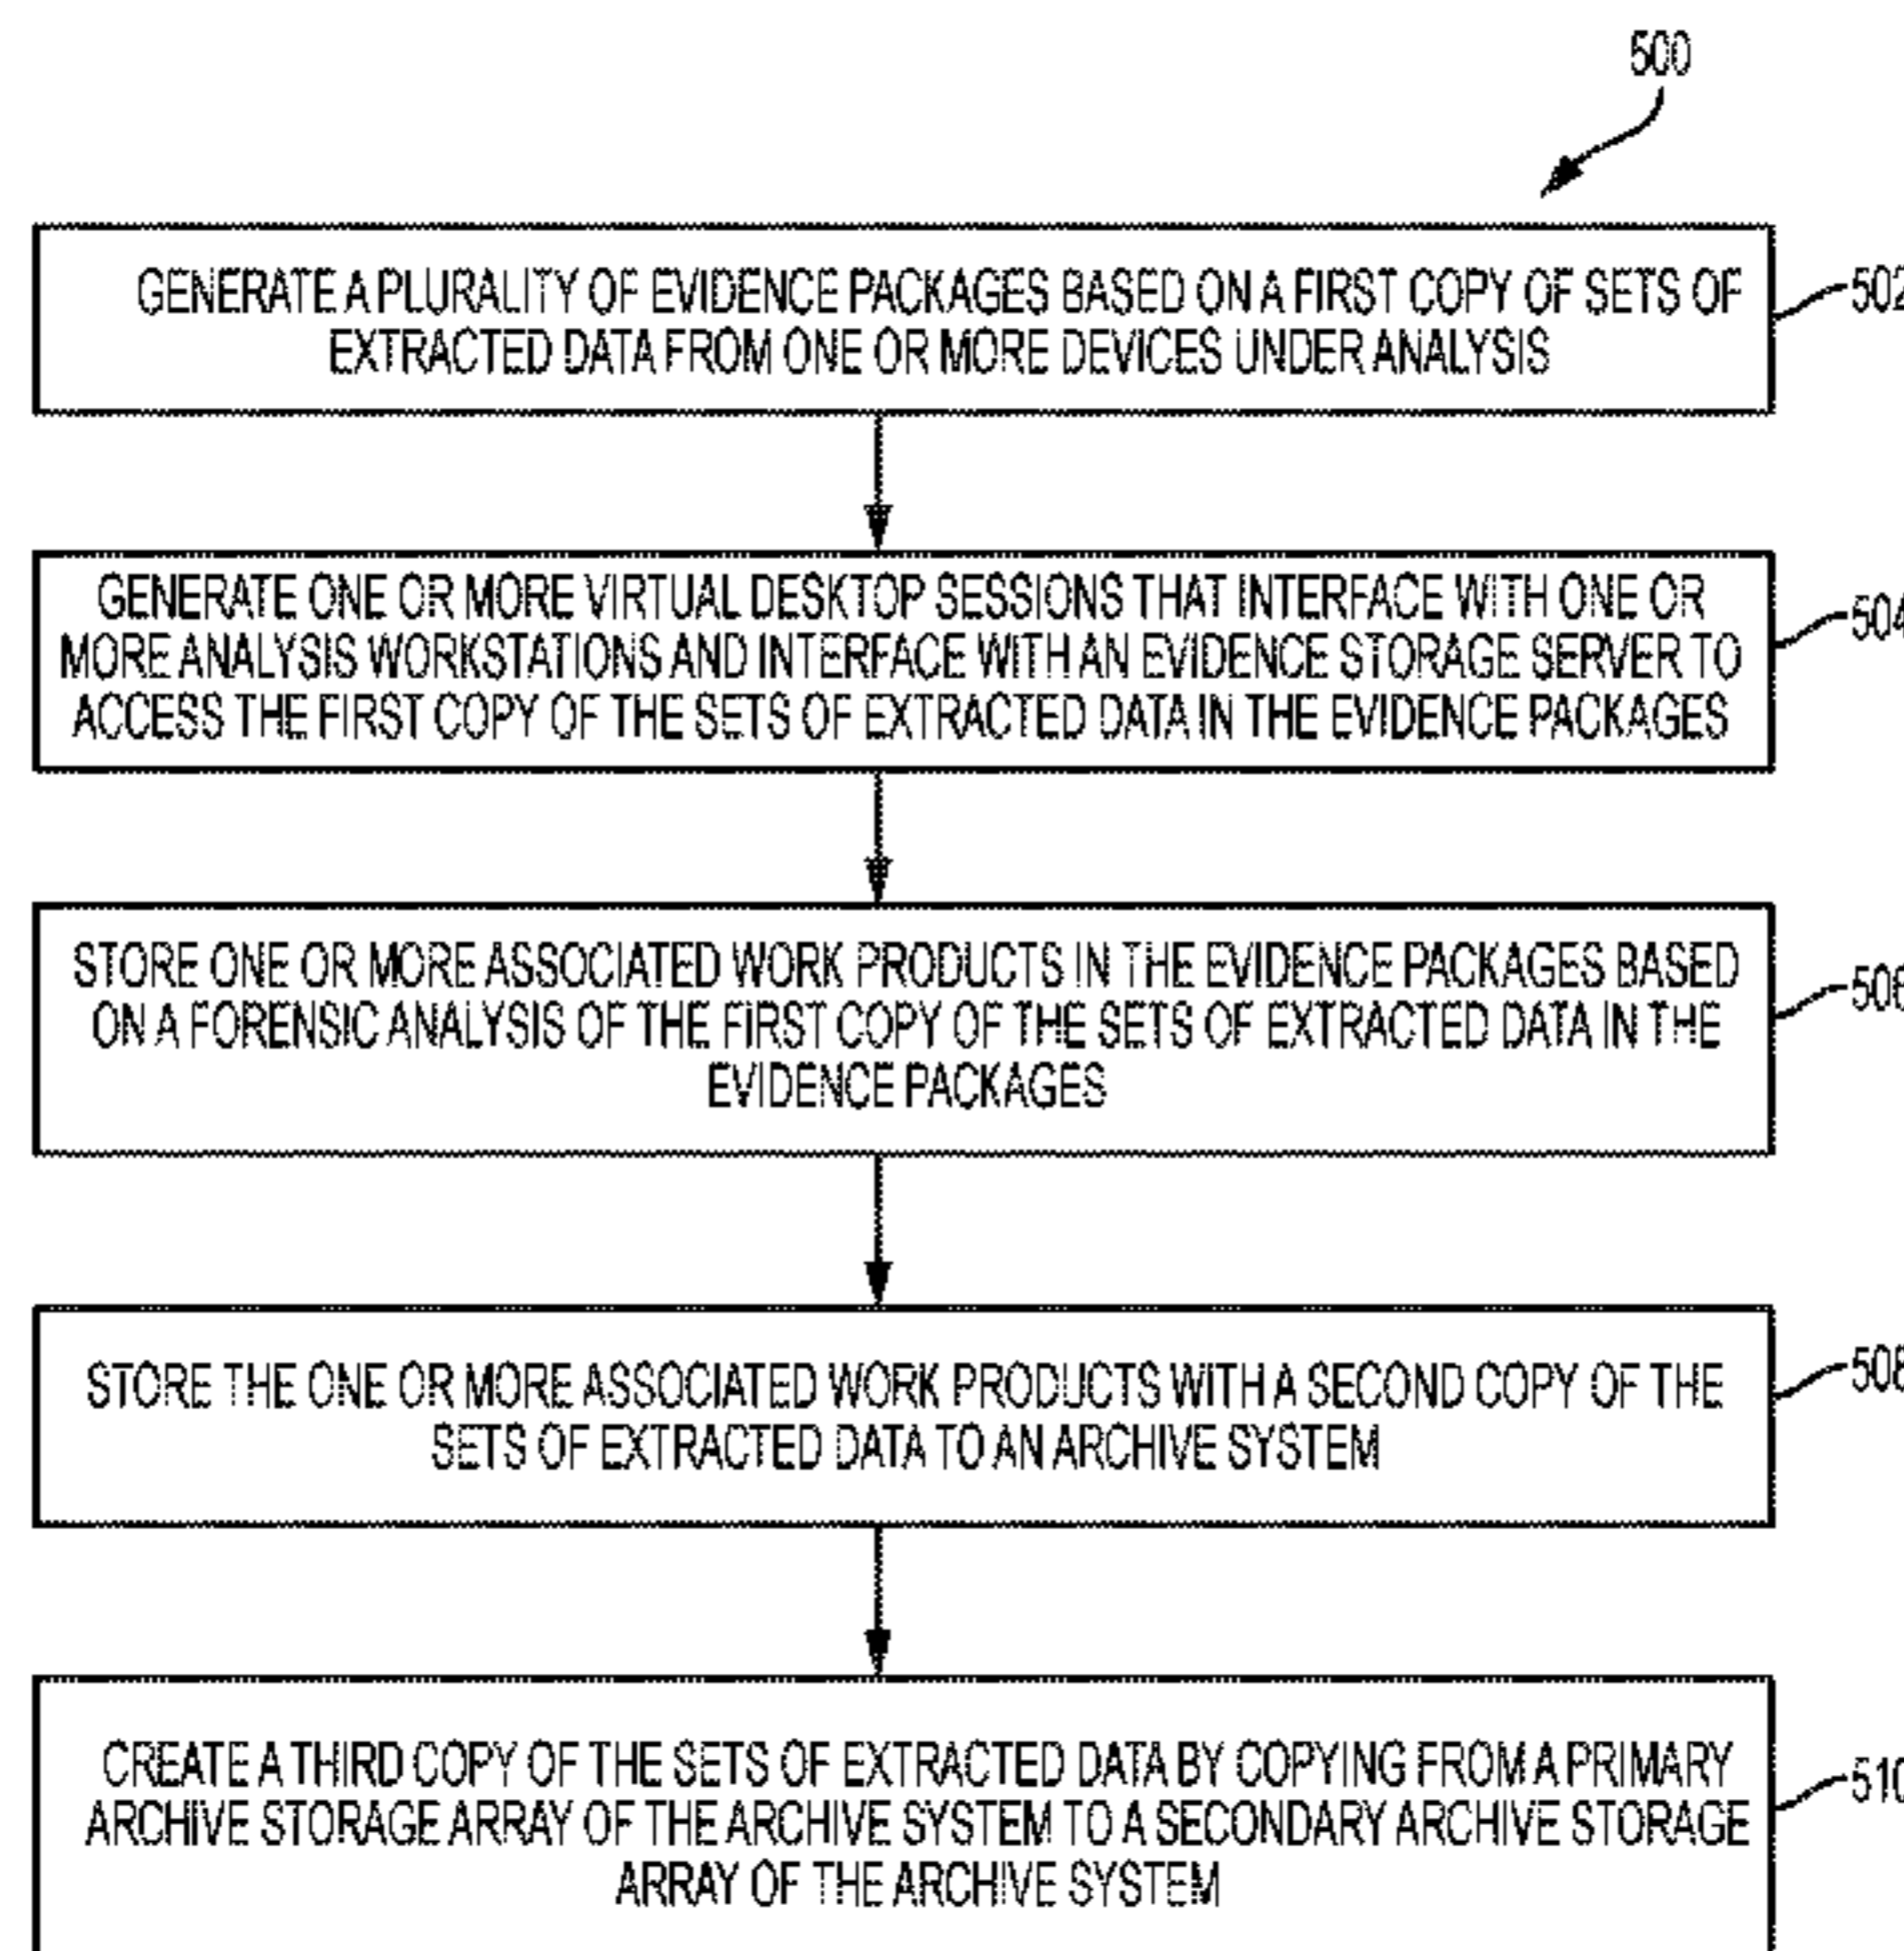 500
GENERATE A PLURALITY OF EVIDENCE PACKAGES BASED ON A FIRST COPY OF SETS OF
EXTRACTED DATA FROM ONE OR MORE DEVICES UNDER ANALYSIS
502
GENERATE ONE OR MORE VIRTUAL DESKTOP SESSIONS THAT INTERFACE WITH ONE OR
MORE ANALYSIS WORKSTATIONS AND INTERFACE WITH AN EVIDENCE STORAGE SERVER TO
ACCESS THE FIRST COPY OF THE SETS OF EXTRACTED DATA IN THE EVIDENCE PACKAGES
504
STORE ONE OR MORE ASSOCIATED WORK PRODUCTS IN THE EVIDENCE PACKAGES BASED
ON A FORENSIC ANALYSIS OF THE FIRST COPY OF THE SETS OF EXTRACTED DATA IN THE
EVIDENCE PACKAGES
506
STORE THE ONE OR MORE ASSOCIATED WORK PRODUCTS WITH A SECOND COPY OF THE
SETS OF EXTRACTED DATA TO AN ARCHIVE SYSTEM
508
CREATE A THIRD COPY OF THE SETS OF EXTRACTED DATA BY COPYING FROM A PRIMARY
ARCHIVE STORAGE ARRAY OF THE ARCHIVE SYSTEM TO A SECONDARY ARCHIVE STORAGE
ARRAY OF THE ARCHIVE SYSTEM
510